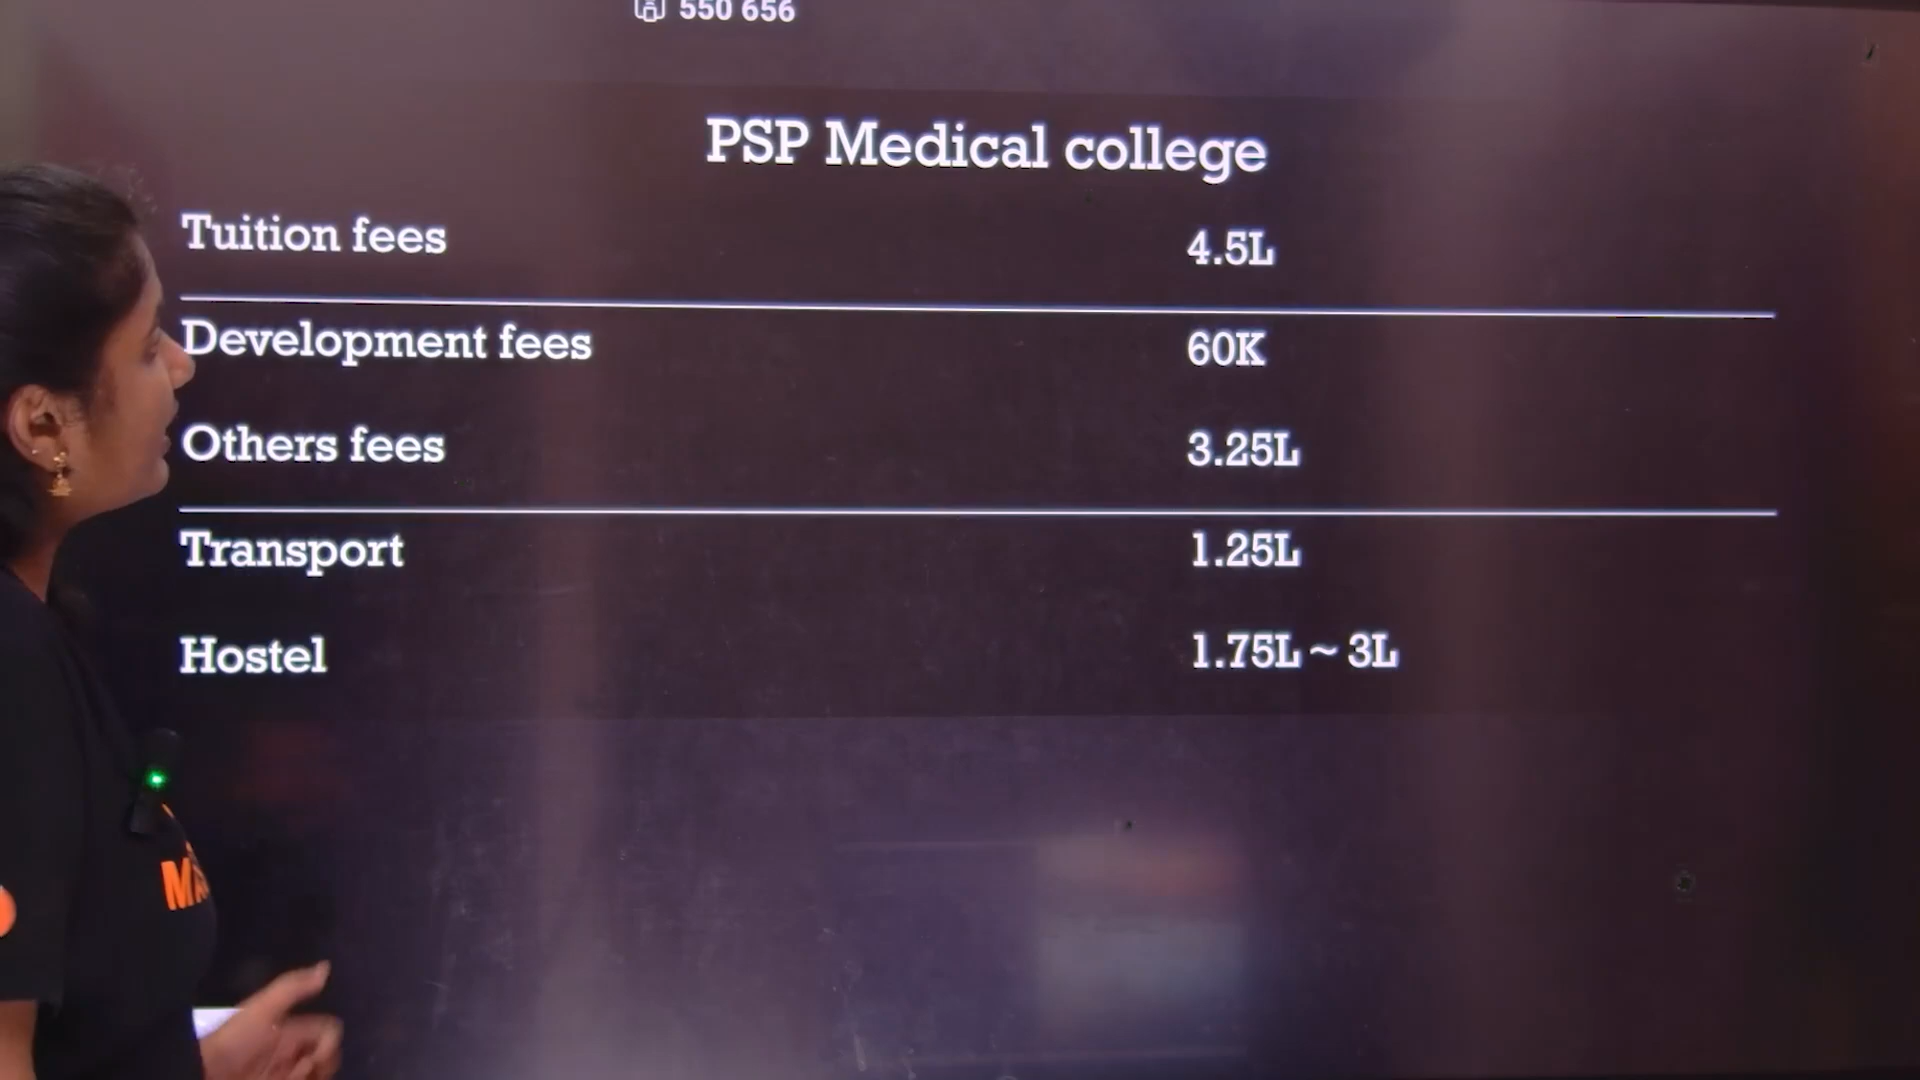 550 656
PSP Medical college
Tuition fees 4.5L
Development fees 60K
Others fees 3.25L
Transport 1.25L
Hostel 1.75L ~ 3L